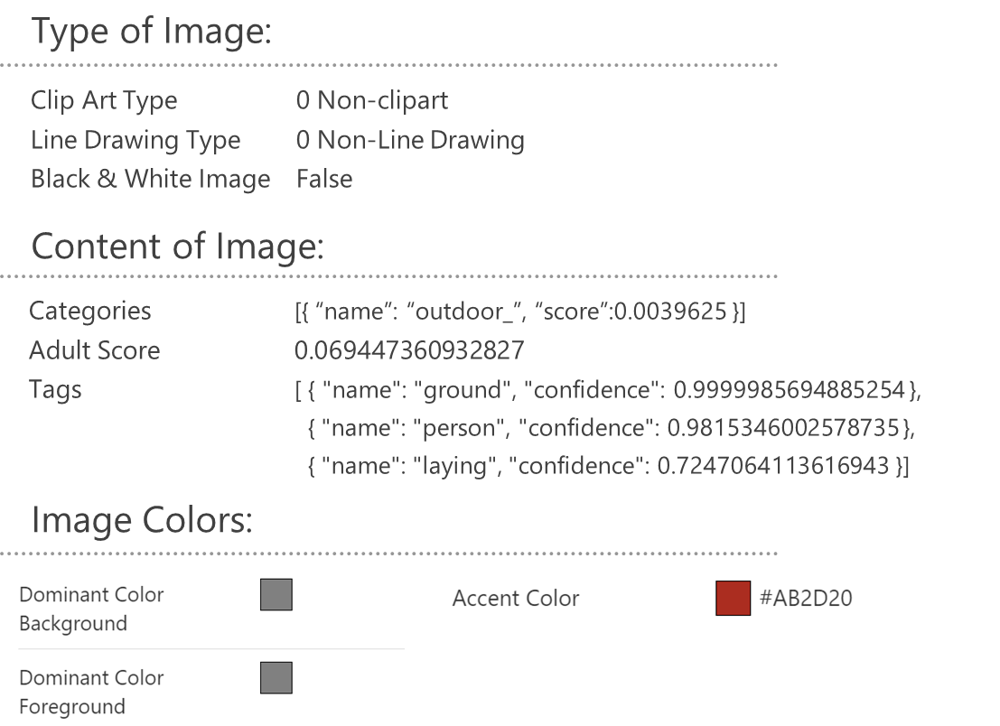 Type of Image:
Clip Art Type 0 Non-clipart
Line Drawing Type 0 Non-Line Drawing
Black & White Image False
Content of Image:
Categories [{ “name”: “outdoor_”, “score”:0.0039625 }]
Adult Score 0.069447360932827
Tags [ { "name": "ground", "confidence": 0.9999985694885254 },
{ "name": "person", "confidence": 0.9815346002578735 },
{ "name": "laying", "confidence": 0.7247064113616943 }]
Image Colors:
Dominant Color
Background
Accent Color #AB2D20
Dominant Color
Foreground